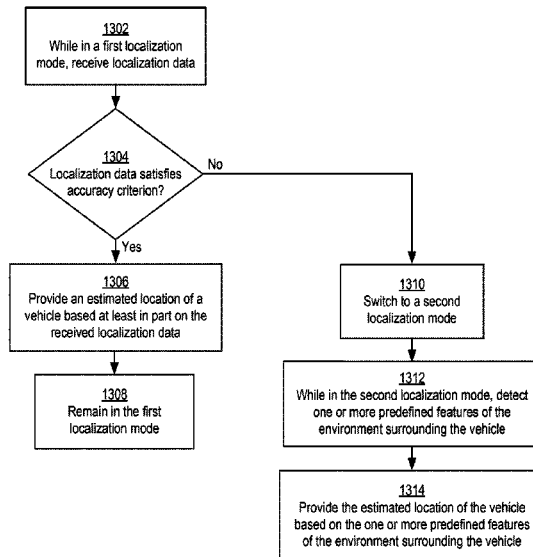 1302
While in a first localization
mode, receive localization data
1304
Localization data satisfies
accuracy criterion?
No
Yes
1306
Provide an estimated location of a
vehicle based at least in part on the
received localization data
1308
Remain in the first
localization mode
1310
Switch to a second
localization mode
1312
While in the second localization mode, detect
one or more predefined features of the
environment surrounding the vehicle
1314
Provide the estimated location of the vehicle
based on the one or more predefined features
of the environment surrounding the vehicle